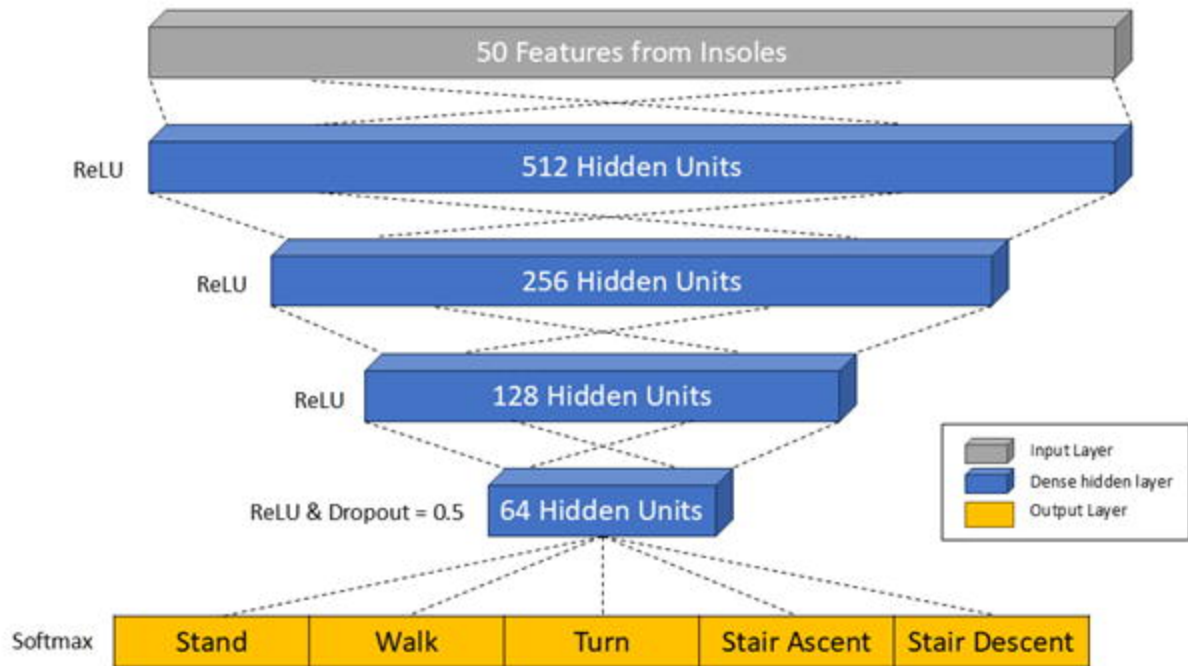 50 Features from Insoles
ReLU
512 Hidden Units
ReLU
256 Hidden Units
ReLU
128 Hidden Units
ReLU & Dropout = 0.5
64 Hidden Units
Input Layer
Dense hidden layer
Output Layer
Softmax
Stand
Walk
Turn
Stair Ascent
Stair Descent